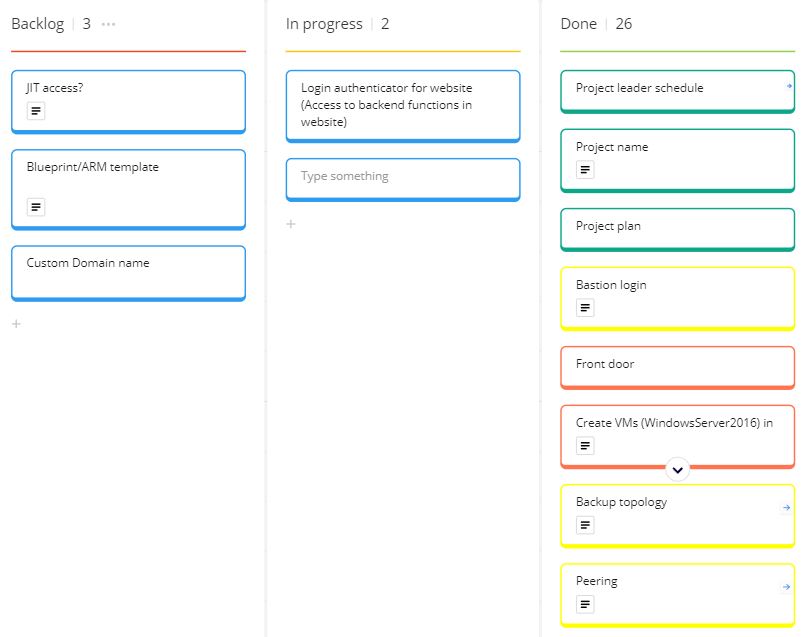 Backlog 3
JIT access?
Blueprint/ARM template
Custom Domain name
In progress 2
Login authenticator for website
(Access to backend functions in
website)
Type something
Done 26
Project leader schedule
Project name
Project plan
Bastion login
Front door
Create VMs (WindowsServer2016) in
Backup topology
Peering